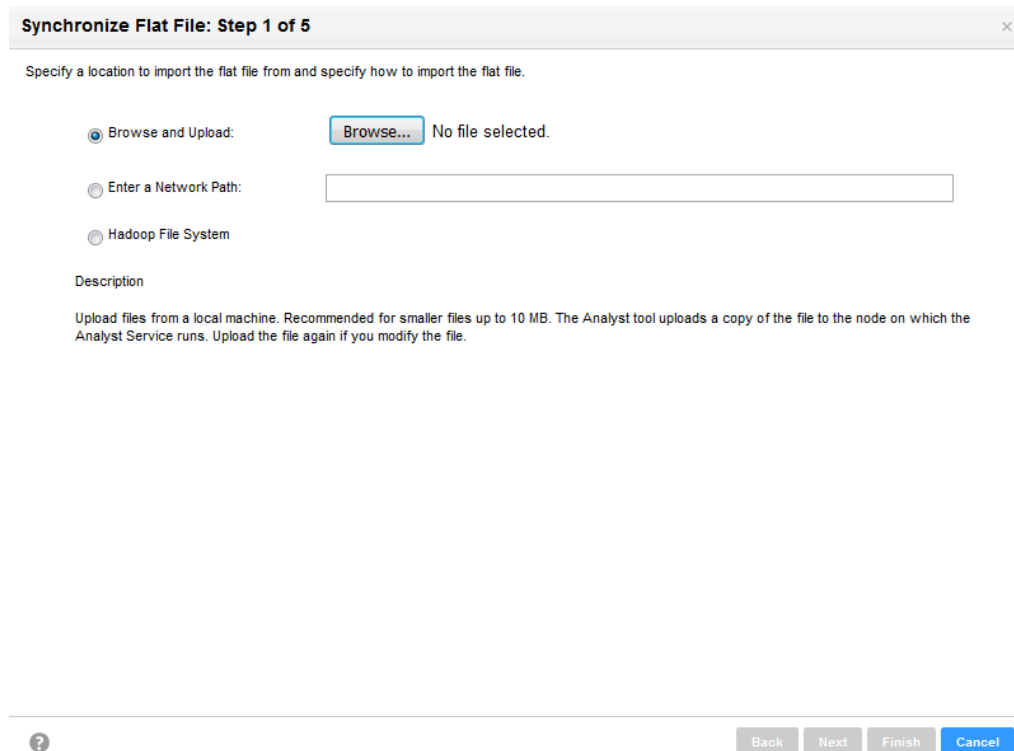 Synchronize Flat File: Step 1 of 5
×
Specify a location to import the flat file from and specify how to import the flat file.
Browse and Upload: Browse... No file selected.
Enter a Network Path:
Hadoop File System
Description
Upload files from a local machine. Recommended for smaller files up to 10 MB. The Analyst tool uploads a copy of the file to the node on which the
Analyst Service runs. Upload the file again if you modify the file.
? Back Next Finish Cancel